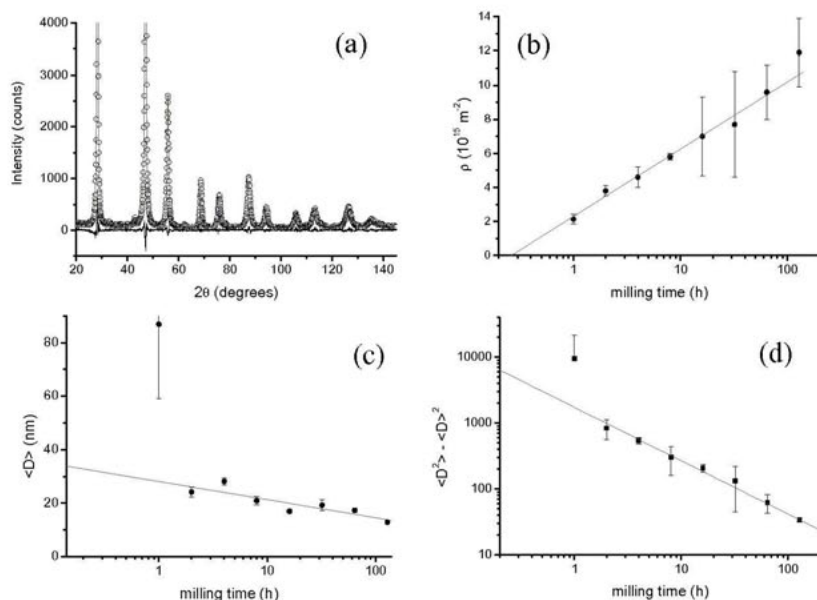 (a)
Intensity (counts)
4000
3000
2000
1000
0
20 40 60 80 100 120 140
2θ (degrees)
(b)
ρ (10¹⁵ m⁻²)
14
12
10
8
6
4
2
0
1 10 100
milling time (h)
(c)
<D> (nm)
80
60
40
20
0
1 10 100
milling time (h)
(d)
<D²> - <D>²
10000
1000
100
10
1 10 100
milling time (h)